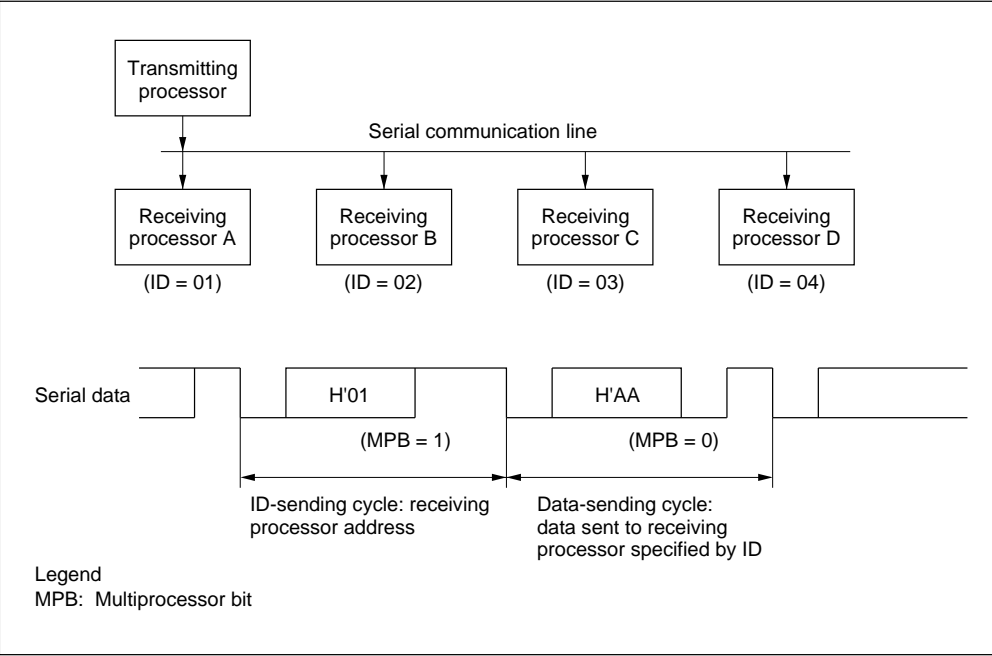 Transmitting
processor
Serial communication line
Receiving
processor A
Receiving
processor B
Receiving
processor C
Receiving
processor D
(ID = 01)
(ID = 02)
(ID = 03)
(ID = 04)
Serial data
H'01
H'AA
(MPB = 1)
(MPB = 0)
ID-sending cycle: receiving
processor address
Data-sending cycle:
data sent to receiving
processor specified by ID
Legend
MPB: Multiprocessor bit